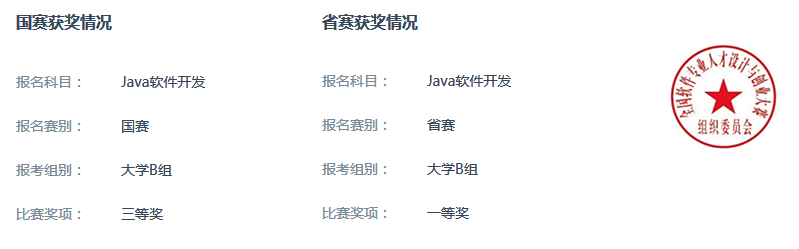 国赛获奖情况
报名科目： Java软件开发
报名赛别： 国赛
报考组别： 大学B组
比赛奖项： 三等奖
省赛获奖情况
报名科目： Java软件开发
报名赛别： 省赛
报考组别： 大学B组
比赛奖项： 一等奖
全国软件专业人才设计与创业大赛
组织委员会